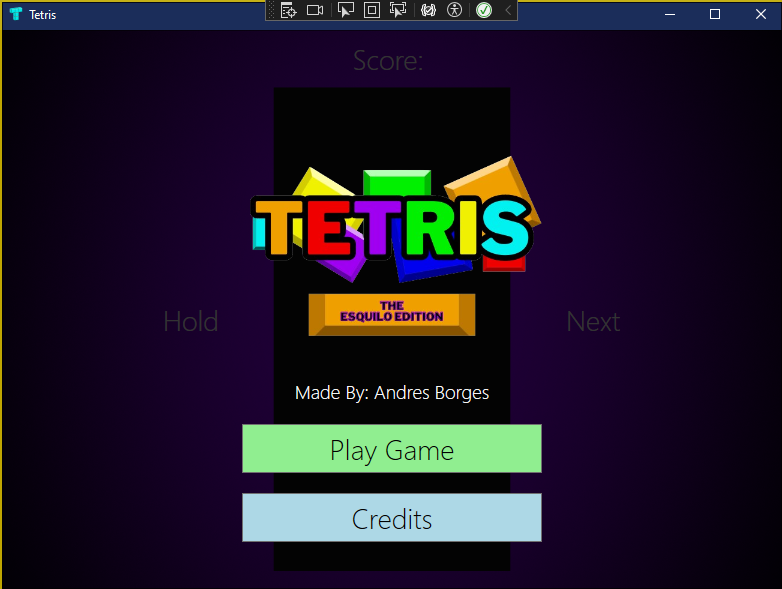 Tetris
Score:
TETRIS
THE
ESQUILO EDITION
Hold
Next
Made By: Andres Borges
Play Game
Credits